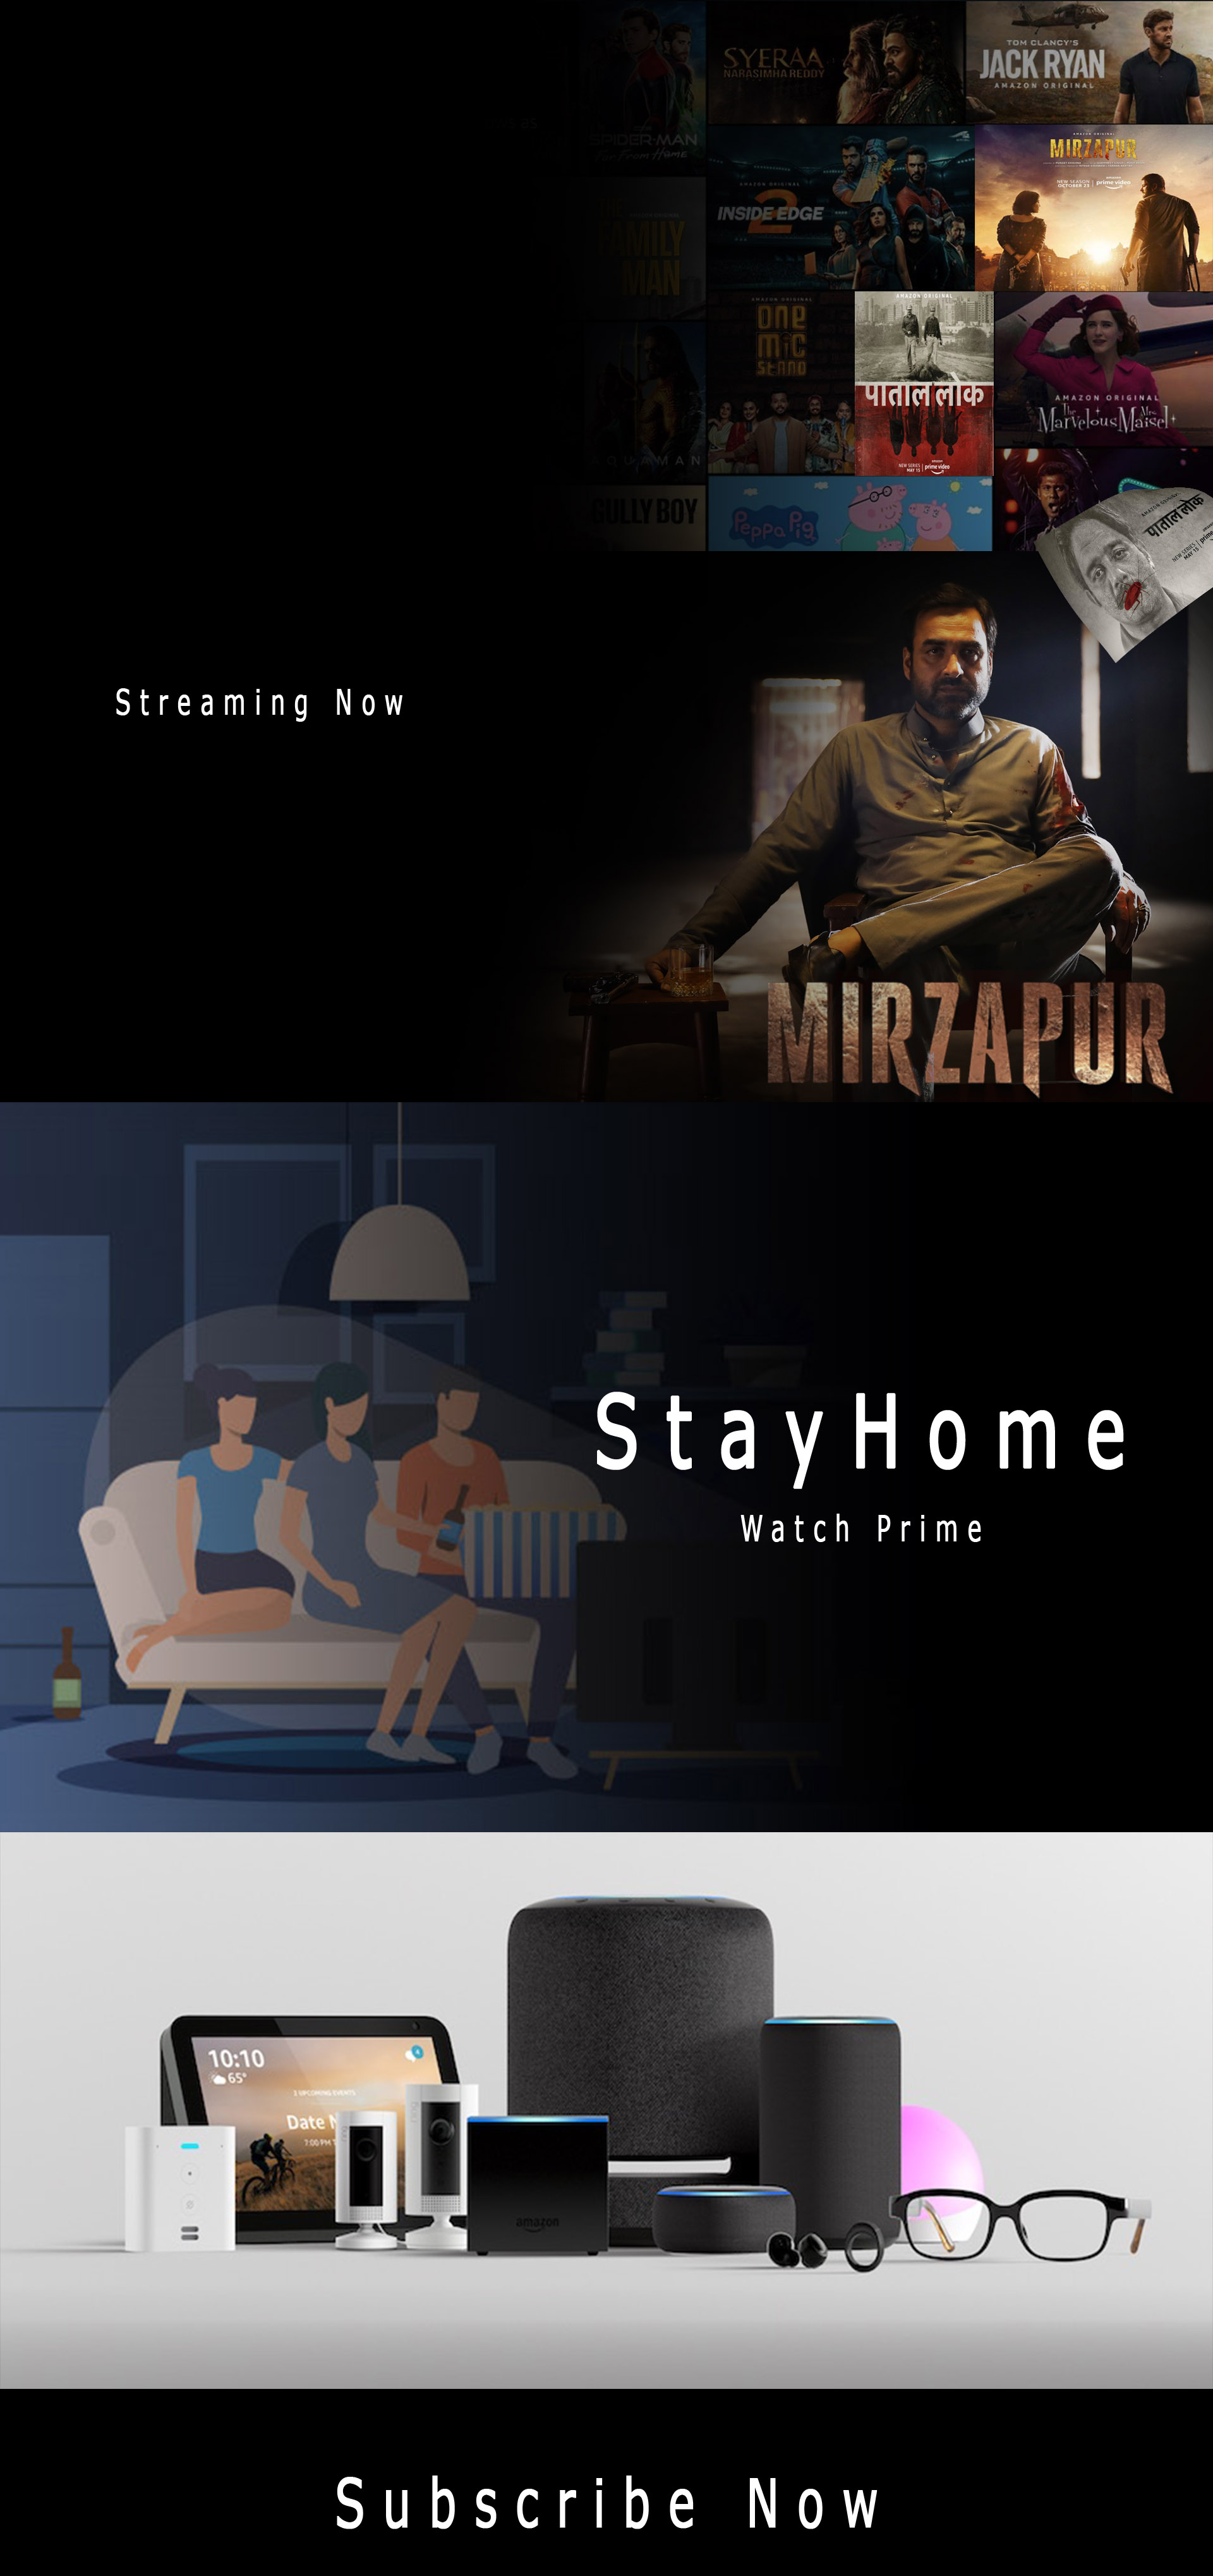 SPIDER-MAN
Far From Home
SYERAA
NARASIMHA REDDY
TOM CLANCY'S
JACK RYAN
AMAZON ORIGINAL
FAMILY
MAN
AMAZON ORIGINAL
INSIDE EDGE
2
AMAZON ORIGINAL
MIRZAPUR
NEW SEASON
OCTOBER 23
prime video
AMAZON ORIGINAL
ONE
MIC
STAND
AMAZON ORIGINAL
पाताल लोक
NEW SERIES
MAY 15
prime video
AMAZON ORIGINAL
The Marvelous Mrs. Maisel
AQUAMAN
GULLY BOY
Peppa Pig
AMAZON ORIGINAL
पाताल लोक
NEW SERIES
MAY 15
Streaming Now
MIRZAPUR
StayHome
Watch Prime
10:10
65°
2 UPCOMING EVENTS
Date
7:00 PM
ring
ring
amazon
Subscribe Now